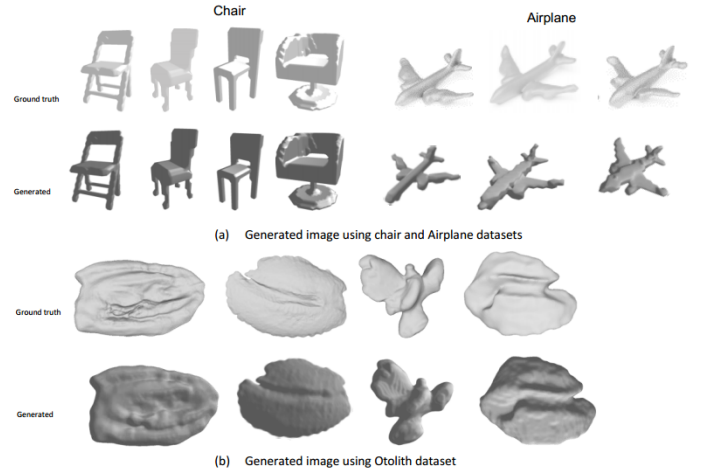 Chair
Airplane
Ground truth
Generated
(a) Generated image using chair and Airplane datasets
Ground truth
Generated
(b) Generated image using Otolith dataset